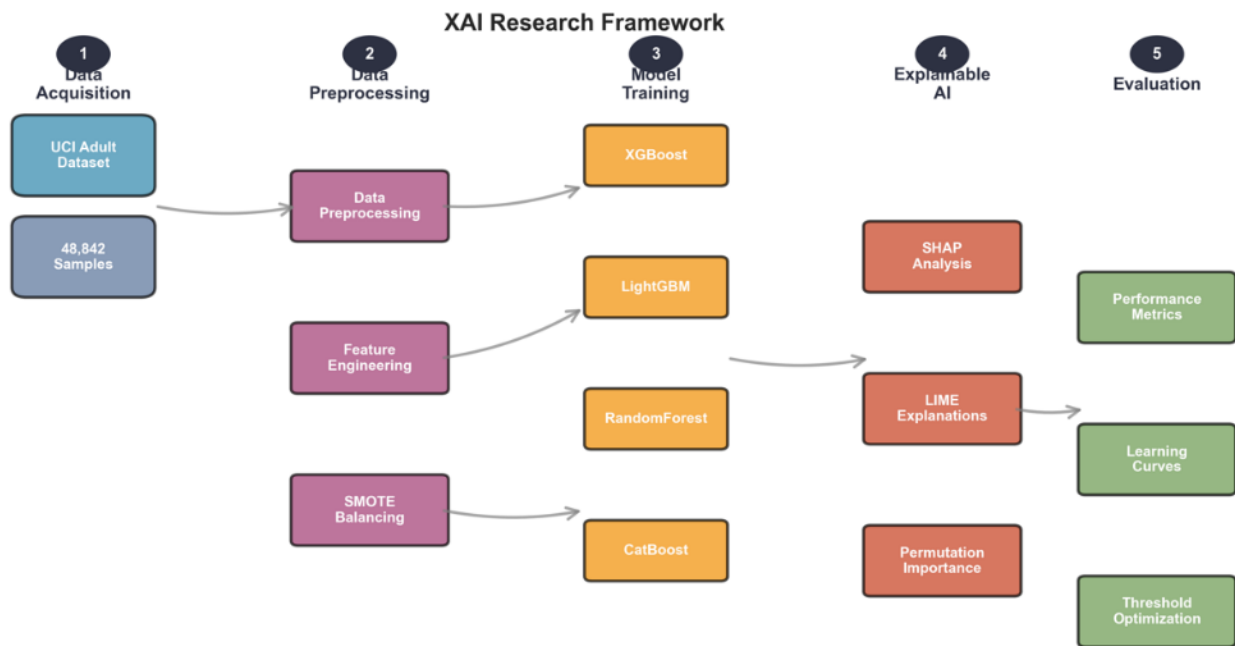 XAI Research Framework
1
Data
Acquisition
UCI Adult
Dataset
48,842
Samples
2
Data
Preprocessing
Data
Preprocessing
Feature
Engineering
SMOTE
Balancing
3
Model
Training
XGBoost
LightGBM
RandomForest
CatBoost
4
Explainable
AI
SHAP
Analysis
LIME
Explanations
Permutation
Importance
5
Evaluation
Performance
Metrics
Learning
Curves
Threshold
Optimization